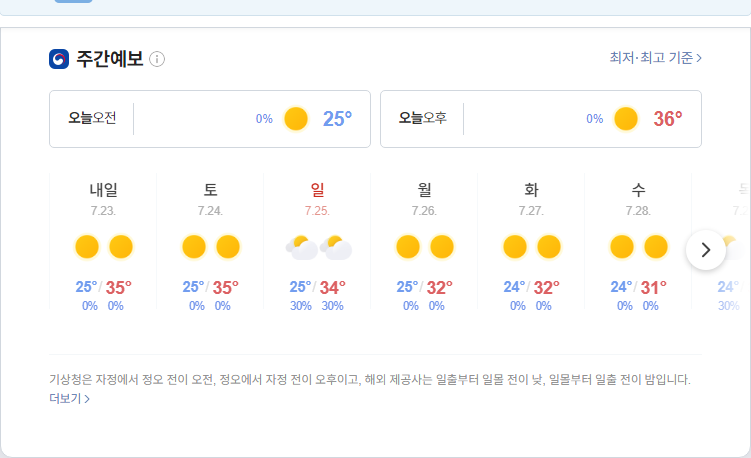 주간예보
최저·최고 기준
오늘오전 0% 25°
오늘오후 0% 36°
내일 토 일 월 화 수
7.23. 7.24. 7.25. 7.26. 7.27. 7.28.
25°/35° 25°/35° 25°/34° 25°/32° 24°/32° 24°/31° 24°
0% 0% 0% 0% 30% 30% 0% 0% 0% 0% 0% 0% 30%
기상청은 자정에서 정오 전이 오전, 정오에서 자정 전이 오후이고, 해외 제공사는 일출부터 일몰 전이 낮, 일몰부터 일출 전이 밤입니다.
더보기